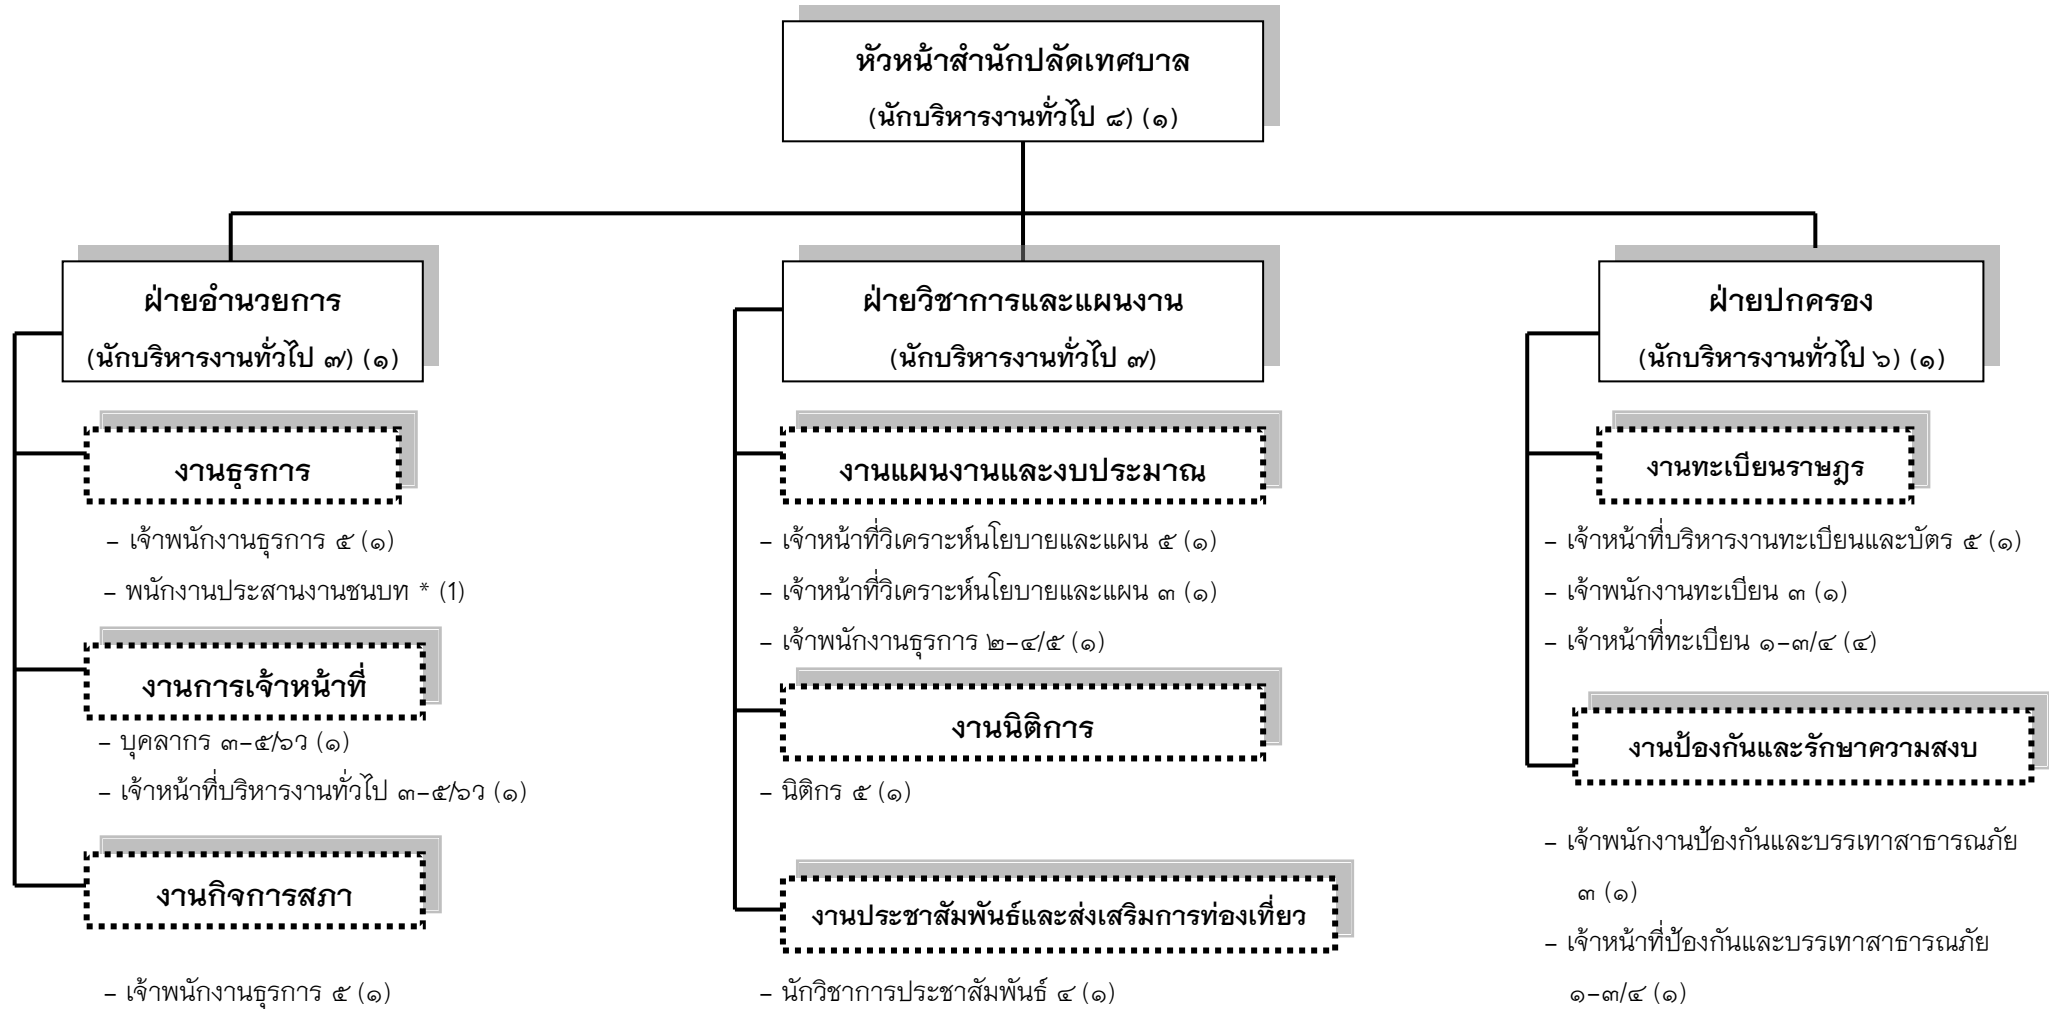 หัวหน้าสำนักปลัดเทศบาล
(นักบริหารงานทั่วไป ๘) (๑)
ฝ่ายอำนวยการ
(นักบริหารงานทั่วไป ๗) (๑)
งานธุรการ
- เจ้าพนักงานธุรการ ๕ (๑)
- พนักงานประสานงานชนบท * (1)
งานการเจ้าหน้าที่
- บุคลากร ๓-๕/๖ว (๑)
- เจ้าหน้าที่บริหารงานทั่วไป ๓-๕/๖ว (๑)
งานกิจการสภา
- เจ้าพนักงานธุรการ ๕ (๑)
ฝ่ายวิชาการและแผนงาน
(นักบริหารงานทั่วไป ๗)
งานแผนงานและงบประมาณ
- เจ้าหน้าที่วิเคราะห์นโยบายและแผน ๕ (๑)
- เจ้าหน้าที่วิเคราะห์นโยบายและแผน ๓ (๑)
- เจ้าพนักงานธุรการ ๒-๔/๕ (๑)
งานนิติการ
- นิติกร ๕ (๑)
งานประชาสัมพันธ์และส่งเสริมการท่องเที่ยว
- นักวิชาการประชาสัมพันธ์ ๔ (๑)
ฝ่ายปกครอง
(นักบริหารงานทั่วไป ๖) (๑)
งานทะเบียนราษฎร
- เจ้าหน้าที่บริหารงานทะเบียนและบัตร ๕ (๑)
- เจ้าพนักงานทะเบียน ๓ (๑)
- เจ้าหน้าที่ทะเบียน ๑-๓/๔ (๔)
งานป้องกันและรักษาความสงบ
- เจ้าพนักงานป้องกันและบรรเทาสาธารณภัย
๓ (๑)
- เจ้าหน้าที่ป้องกันและบรรเทาสาธารณภัย
๑-๓/๔ (๑)